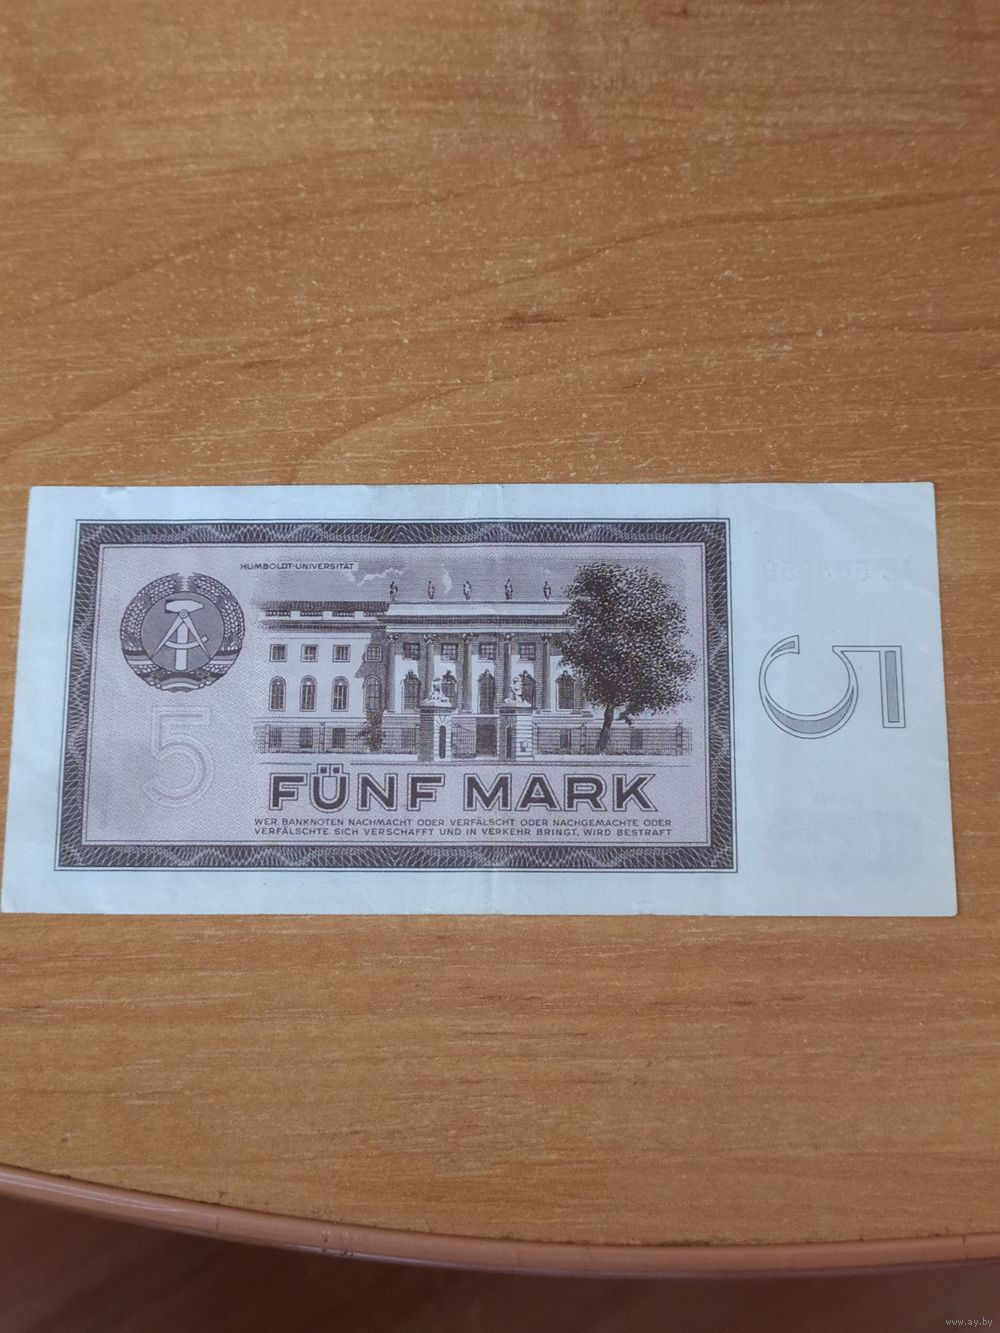 HUMBOLDT-UNIVERSITÄT
5
5
FÜNF MARK
WER BANKNOTEN NACHMACHT ODER VERFÄLSCHT ODER NACHGEMACHTE ODER
VERFÄLSCHTE SICH VERSCHAFFT UND IN VERKEHR BRINGT, WIRD BESTRAFT
www.ay.by